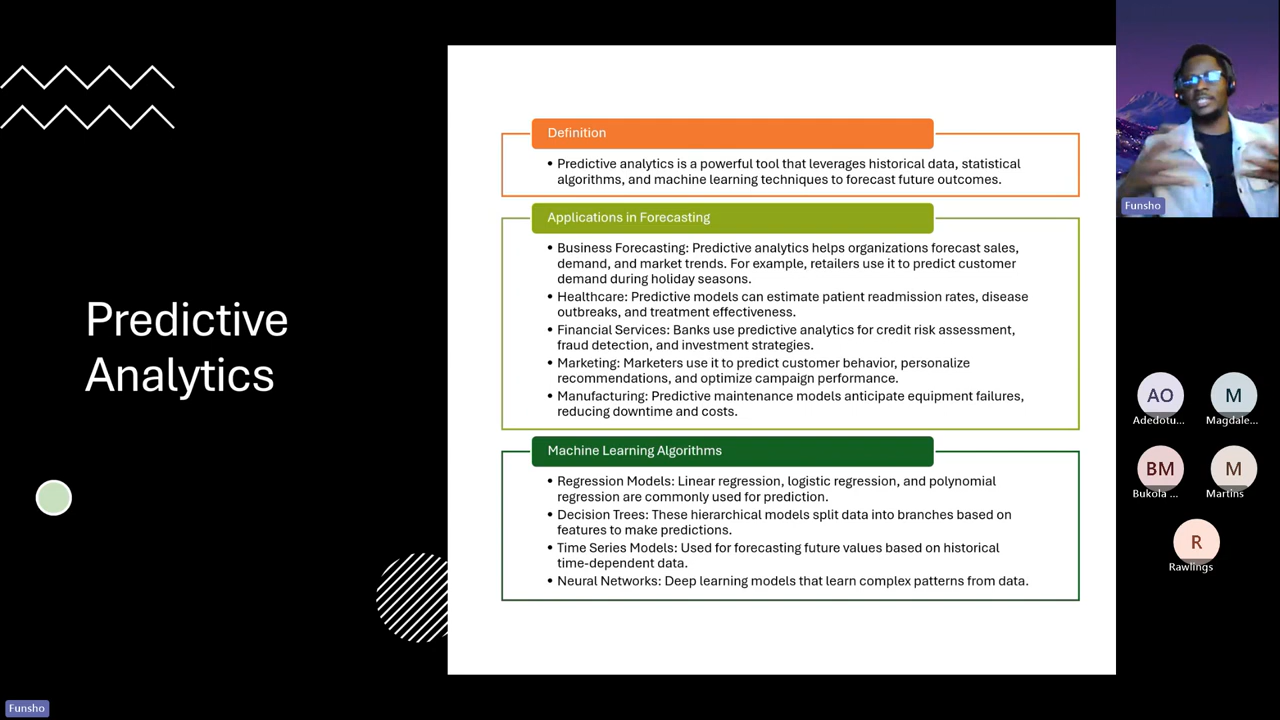 Predictive
Analytics
Definition
• Predictive analytics is a powerful tool that leverages historical data, statistical
algorithms, and machine learning techniques to forecast future outcomes.
Applications in Forecasting
• Business Forecasting: Predictive analytics helps organizations forecast sales,
demand, and market trends. For example, retailers use it to predict customer
demand during holiday seasons.
• Healthcare: Predictive models can estimate patient readmission rates, disease
outbreaks, and treatment effectiveness.
• Financial Services: Banks use predictive analytics for credit risk assessment,
fraud detection, and investment strategies.
• Marketing: Marketers use it to predict customer behavior, personalize
recommendations, and optimize campaign performance.
• Manufacturing: Predictive maintenance models anticipate equipment failures,
reducing downtime and costs.
Machine Learning Algorithms
• Regression Models: Linear regression, logistic regression, and polynomial
regression are commonly used for prediction.
• Decision Trees: These hierarchical models split data into branches based on
features to make predictions.
• Time Series Models: Used for forecasting future values based on historical
time-dependent data.
• Neural Networks: Deep learning models that learn complex patterns from data.
Funsho
AO
Adedotu...
M
Magdale...
BM
Bukola ...
M
Martins
R
Rawlings
Funsho